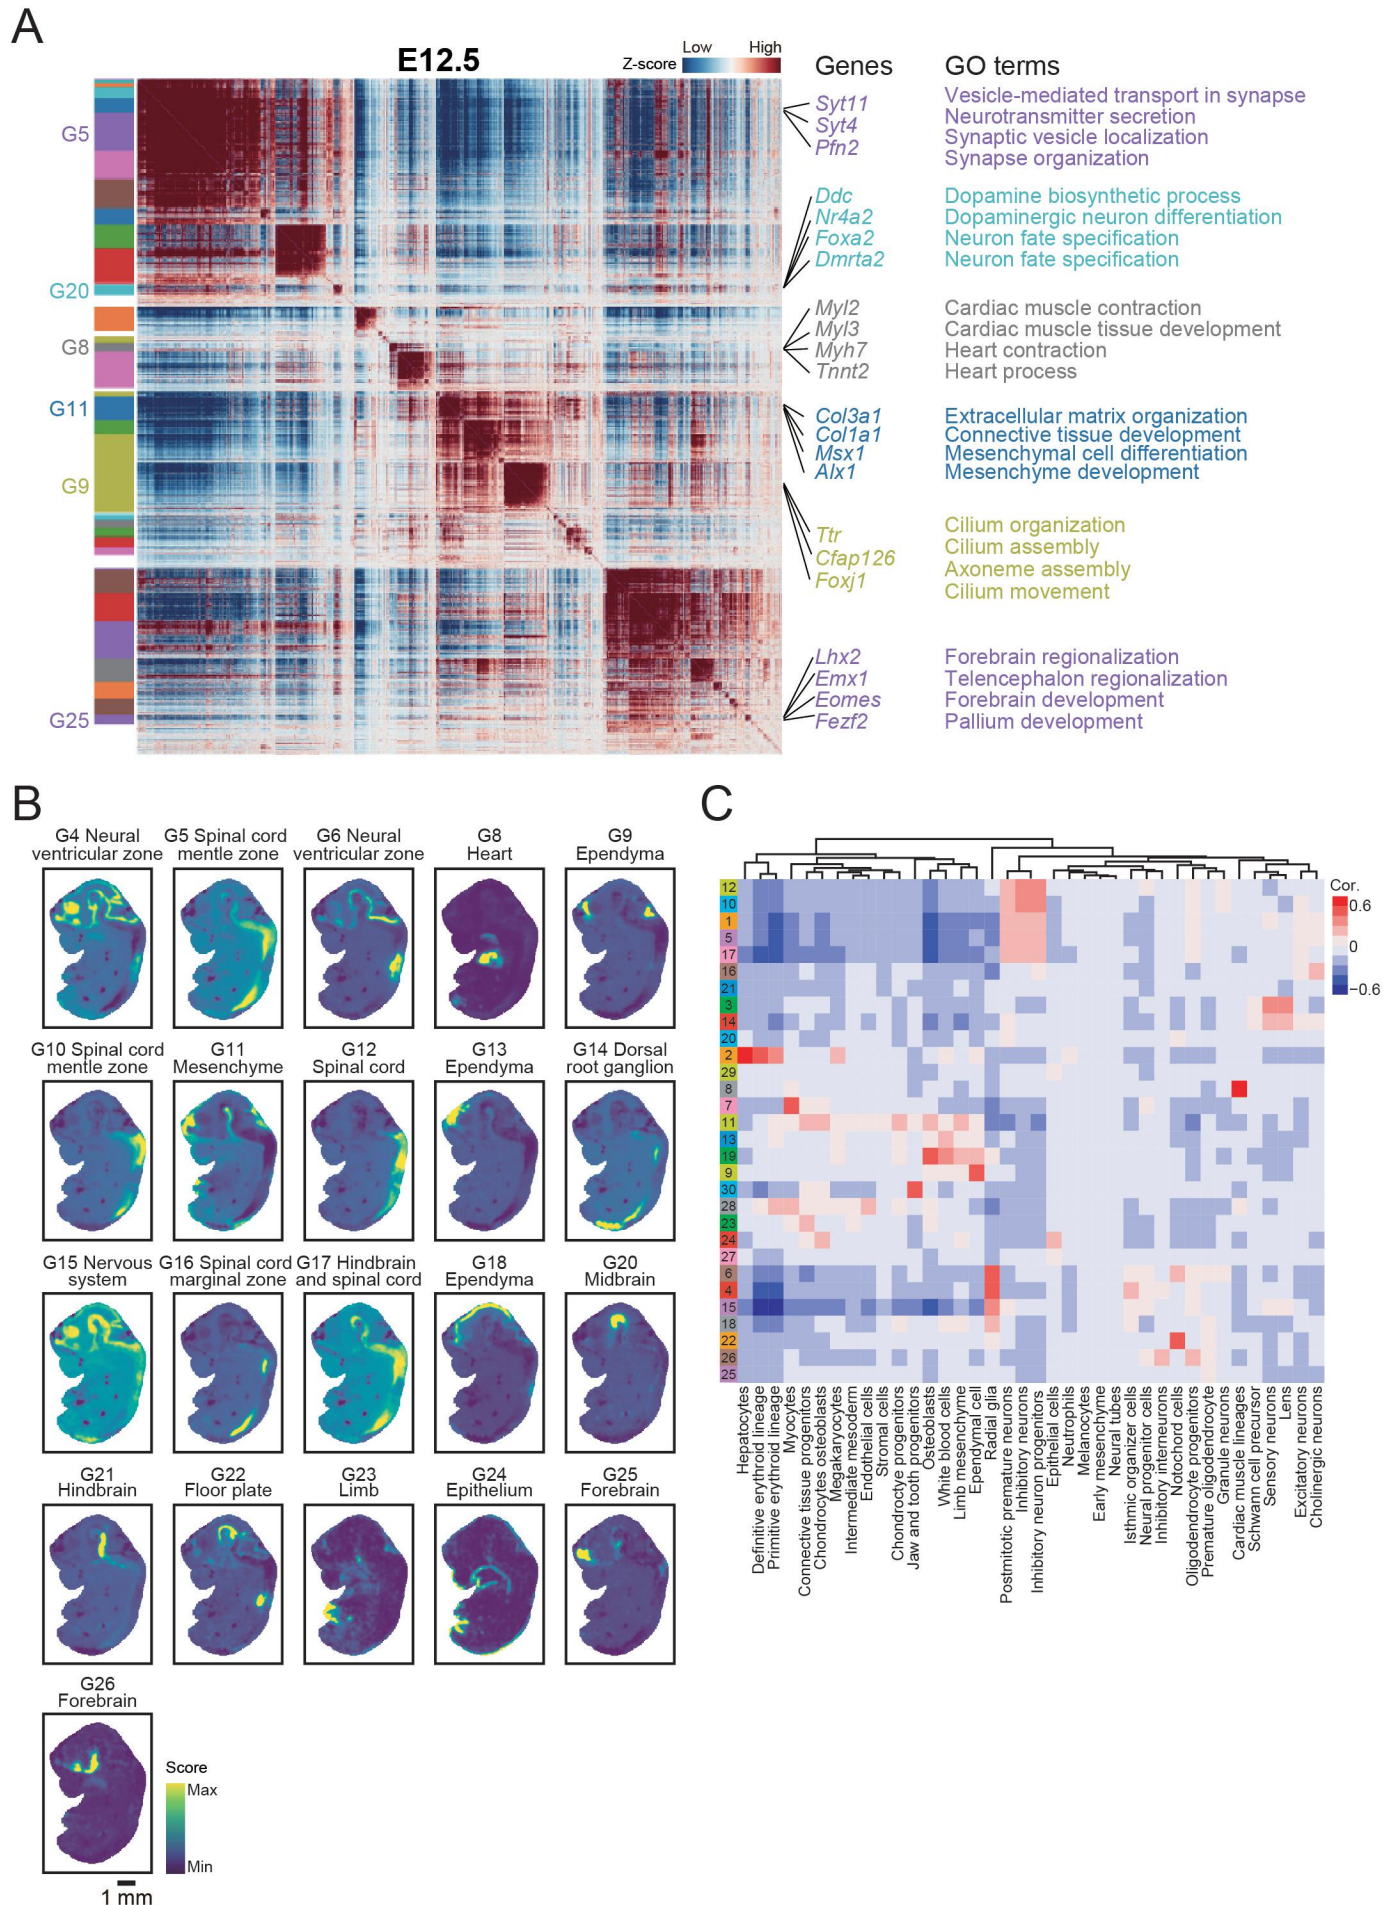 A
E12.5
Low High
Z-score
Genes
GO terms
G5
G20
G8
G11
G9
G25
Syt11
Syt4
Pfn2
Vesicle-mediated transport in synapse
Neurotransmitter secretion
Synaptic vesicle localization
Synapse organization
Ddc
Nr4a2
Foxa2
Dmrta2
Dopamine biosynthetic process
Dopaminergic neuron differentiation
Neuron fate specification
Neuron fate specification
Myl2
Myl3
Myh7
Tnnt2
Cardiac muscle contraction
Cardiac muscle tissue development
Heart contraction
Heart process
Col3a1
Col1a1
Msx1
Alx1
Extracellular matrix organization
Connective tissue development
Mesenchymal cell differentiation
Mesenchyme development
Ttr
Cfap126
Foxj1
Cilium organization
Cilium assembly
Axoneme assembly
Cilium movement
Lhx2
Emx1
Eomes
Fezf2
Forebrain regionalization
Telencephalon regionalization
Forebrain development
Pallium development
B
G4 Neural
ventricular zone
G5 Spinal cord
mentle zone
G6 Neural
ventricular zone
G8
Heart
G9
Ependyma
G10 Spinal cord
mentle zone
G11
Mesenchyme
G12
Spinal cord
G13
Ependyma
G14 Dorsal
root ganglion
G15 Nervous
system
G16 Spinal cord
marginal zone
G17 Hindbrain
and spinal cord
G18
Ependyma
G20
Midbrain
G21
Hindbrain
G22
Floor plate
G23
Limb
G24
Epithelium
G25
Forebrain
G26
Forebrain
Score
Max
Min
1 mm
C
Cor.
0.6
0
−0.6
12
10
1
5
17
16
21
3
14
20
2
29
8
7
11
13
19
9
30
28
23
24
27
6
4
15
18
22
26
25
Hepatocytes
Definitive erythroid lineage
Primitive erythroid lineage
Myocytes
Connective tissue progenitors
Chondrocytes osteoblasts
Megakaryocytes
Intermediate mesoderm
Endothelial cells
Stromal cells
Chondroctye progenitors
Jaw and tooth progenitors
Osteoblasts
White blood cells
Limb mesenchyme
Ependymal cell
Radial glia
Postmitotic premature neurons
Inhibitory neurons
Inhibitory neuron progenitors
Epithelial cells
Neutrophils
Melanocytes
Early mesenchyme
Neural tubes
Isthmic organizer cells
Neural progenitor cells
Inhibitory interneurons
Notochord cells
Oligodendrocyte progenitors
Premature oligodendrocyte
Granule neurons
Cardiac muscle lineages
Schwann cell precursor
Sensory neurons
Lens
Excitatory neurons
Cholinergic neurons